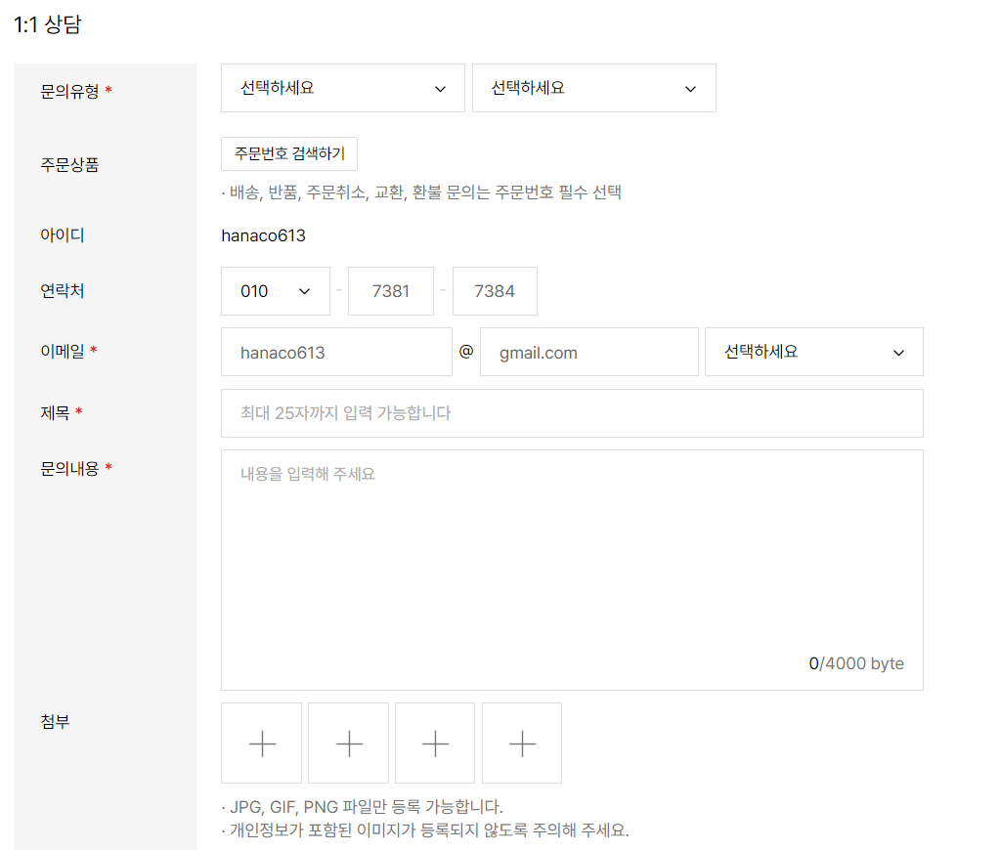 1:1 상담
문의유형 * 선택하세요 선택하세요
주문상품 주문번호 검색하기
· 배송, 반품, 주문취소, 교환, 환불 문의는 주문번호 필수 선택
아이디 hanaco613
연락처 010 - 7381 - 7384
이메일 * hanaco613 @ gmail.com 선택하세요
제목 * 최대 25자까지 입력 가능합니다
문의내용 * 내용을 입력해 주세요
0/4000 byte
첨부
· JPG, GIF, PNG 파일만 등록 가능합니다.
· 개인정보가 포함된 이미지가 등록되지 않도록 주의해 주세요.